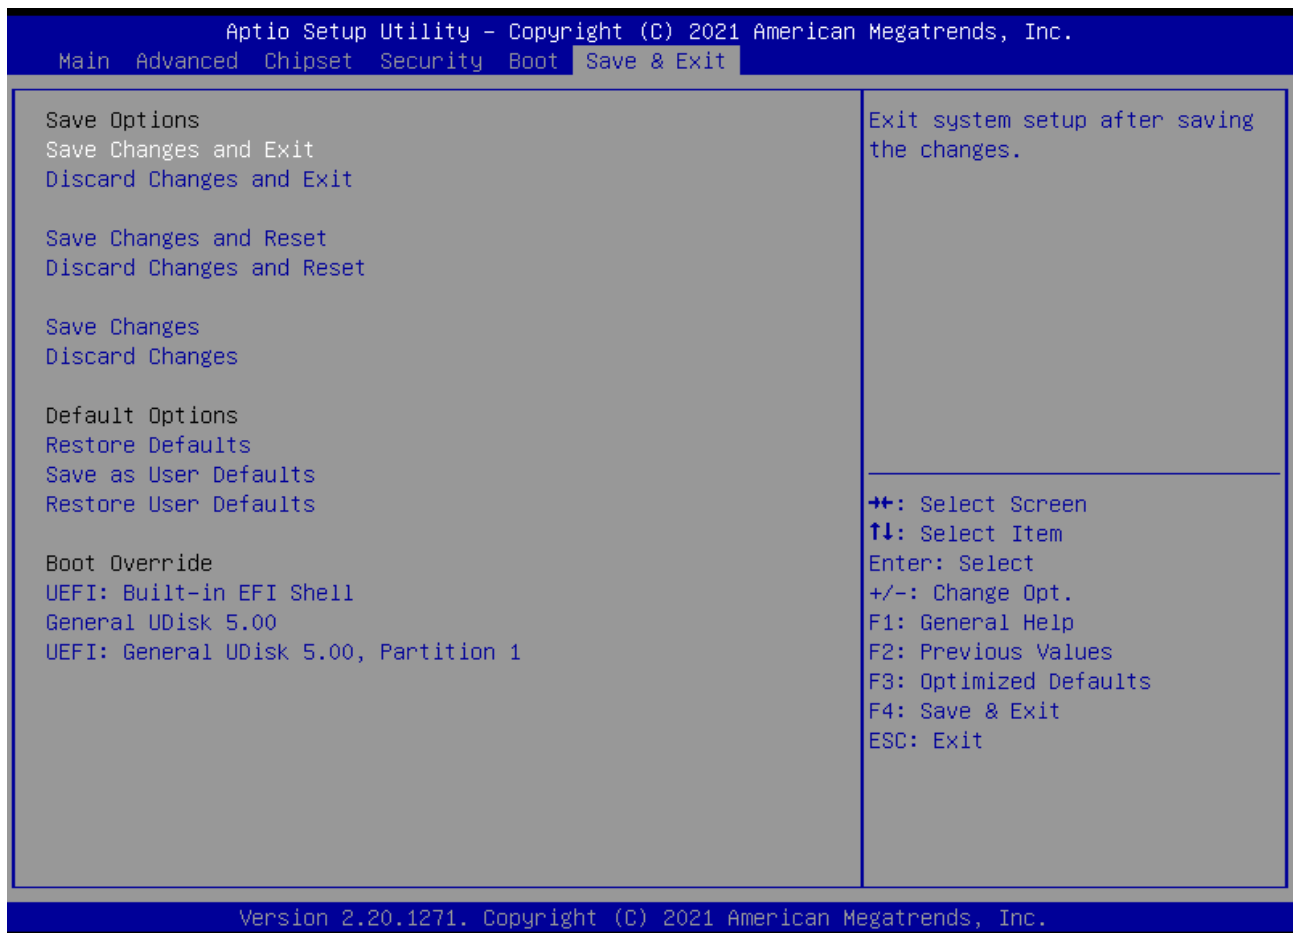 Aptio Setup Utility – Copyright (C) 2021 American Megatrends, Inc.
Main Advanced Chipset Security Boot Save & Exit
Save Options
Save Changes and Exit
Discard Changes and Exit
Save Changes and Reset
Discard Changes and Reset
Save Changes
Discard Changes
Default Options
Restore Defaults
Save as User Defaults
Restore User Defaults
Boot Override
UEFI: Built-in EFI Shell
General UDisk 5.00
UEFI: General UDisk 5.00, Partition 1
Exit system setup after saving
the changes.
→←: Select Screen
↑↓: Select Item
Enter: Select
+/-: Change Opt.
F1: General Help
F2: Previous Values
F3: Optimized Defaults
F4: Save & Exit
ESC: Exit
Version 2.20.1271. Copyright (C) 2021 American Megatrends, Inc.